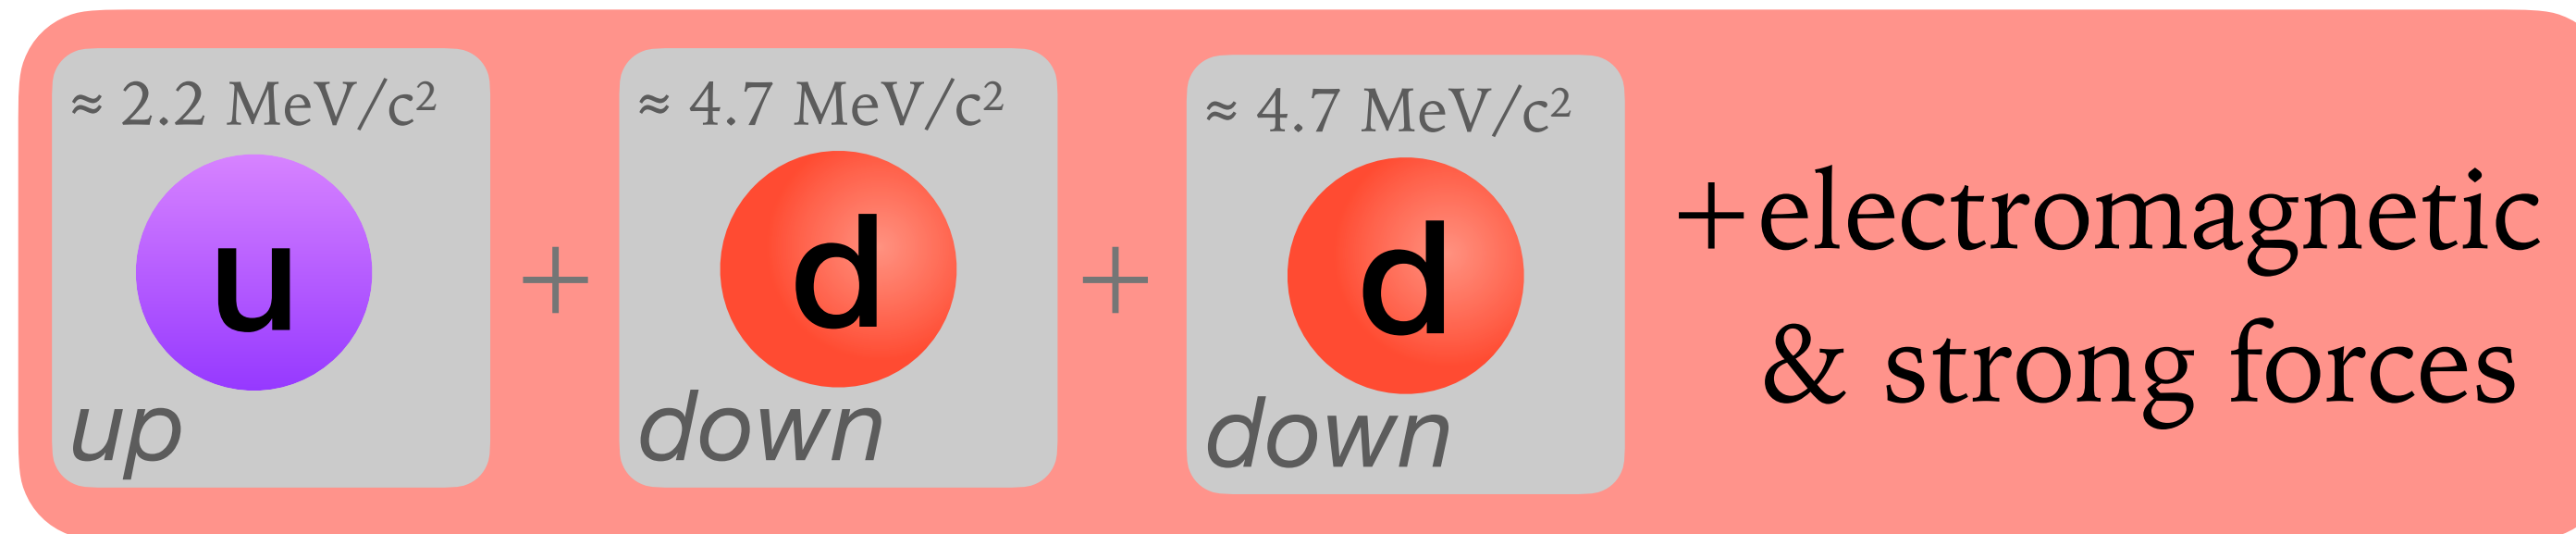 ≈ 2.2 MeV/c²
u
up
+
≈ 4.7 MeV/c²
d
down
+
≈ 4.7 MeV/c²
d
down
+electromagnetic
& strong forces